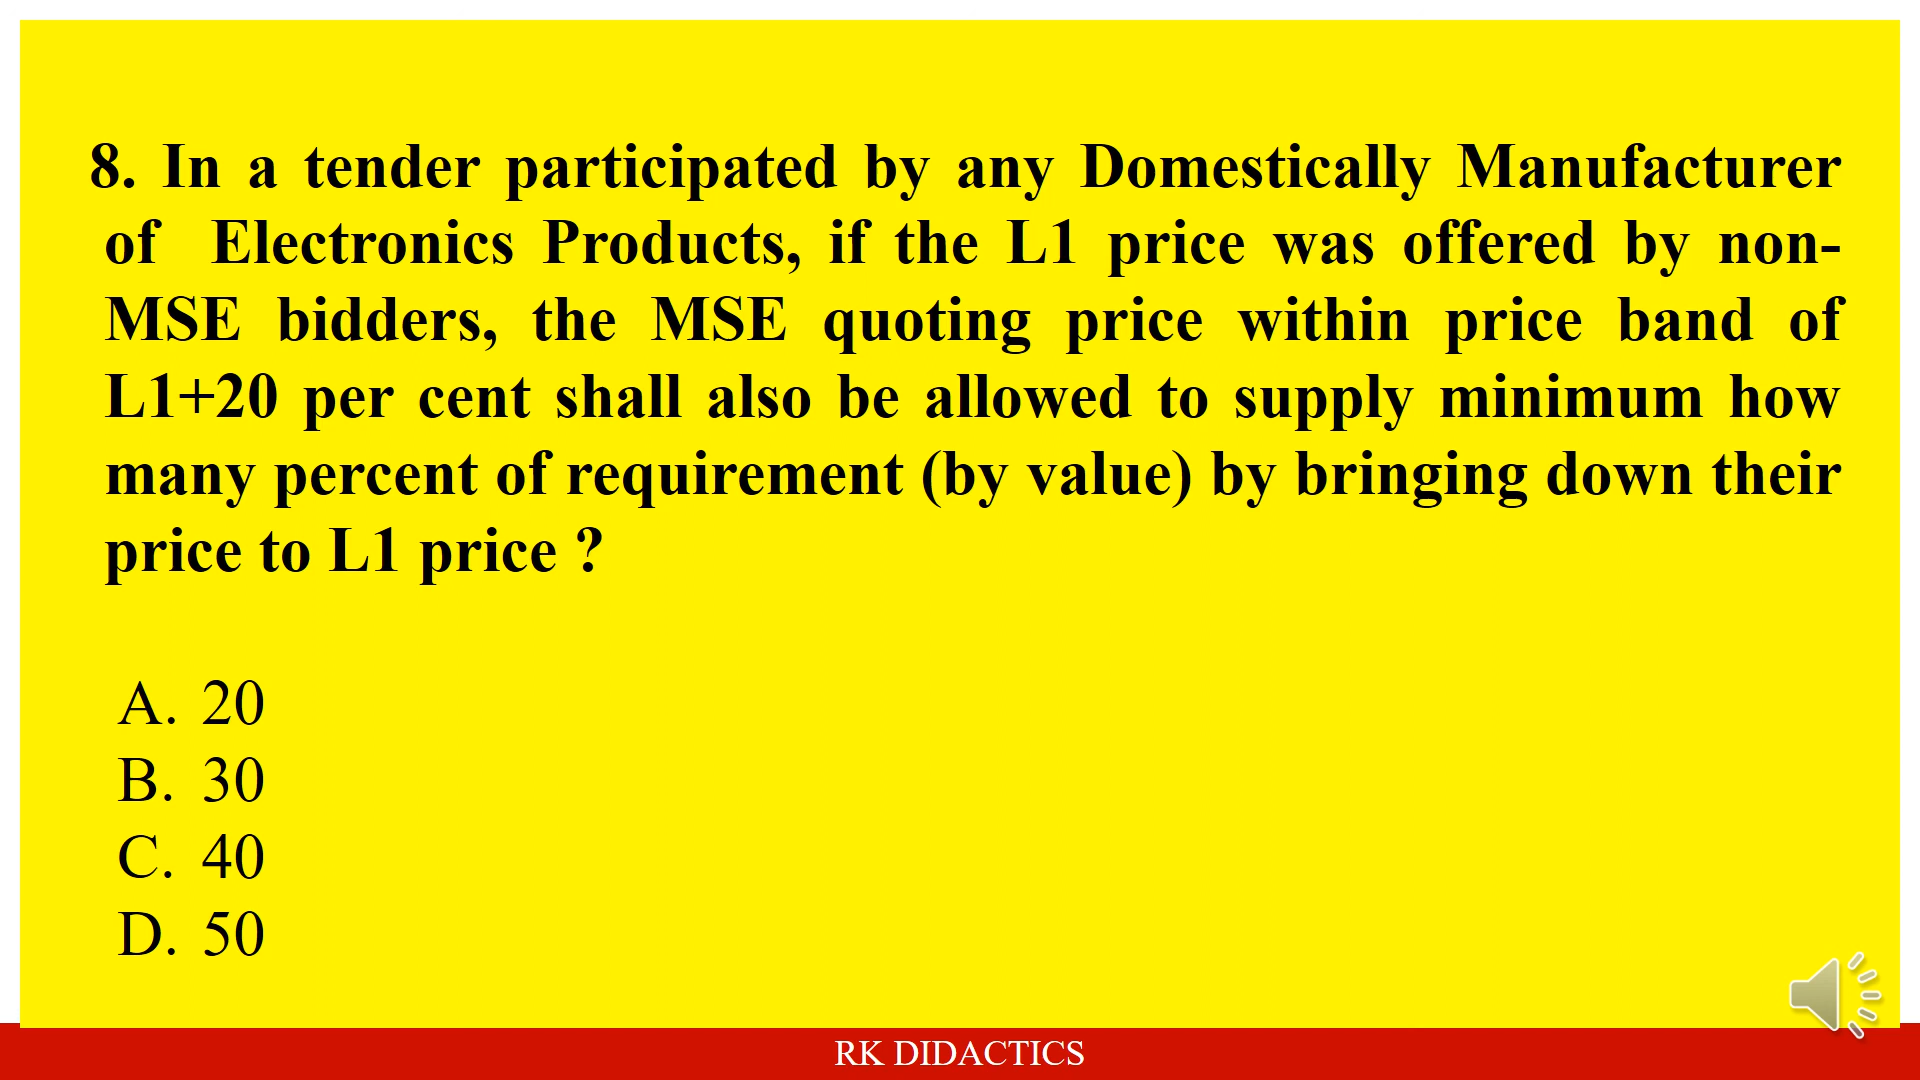 8. In a tender participated by any Domestically Manufacturer
of Electronics Products, if the L1 price was offered by non-
MSE bidders, the MSE quoting price within price band of
L1+20 per cent shall also be allowed to supply minimum how
many percent of requirement (by value) by bringing down their
price to L1 price ?
A. 20
B. 30
C. 40
D. 50
RK DIDACTICS